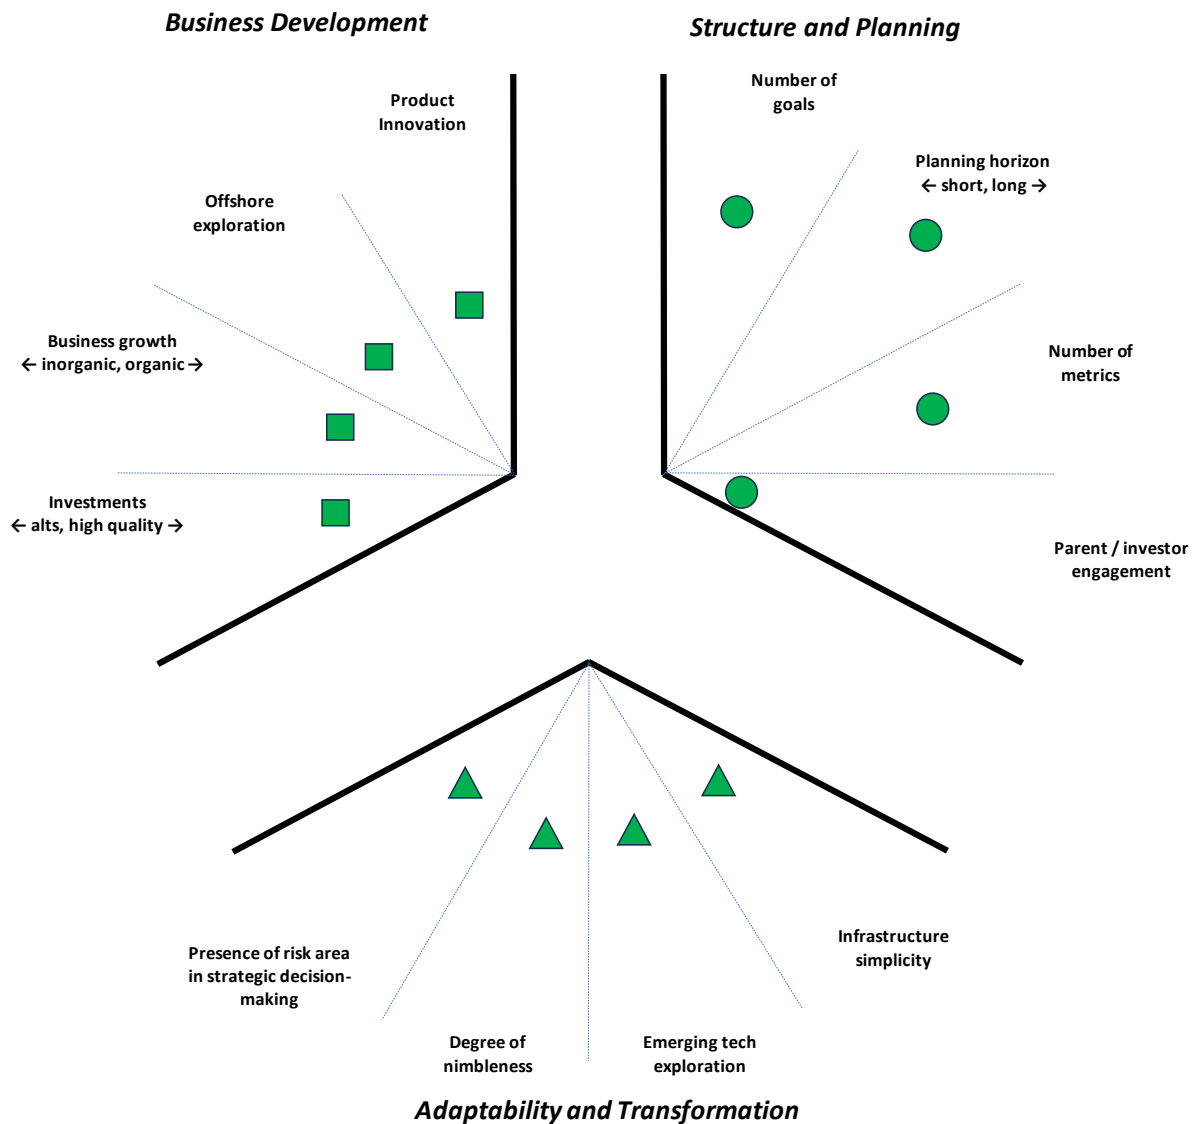 Business Development
Structure and Planning
Product
Innovation
Number of
goals
Offshore
exploration
Planning horizon
← short, long →
Business growth
← inorganic, organic →
Number of
metrics
Investments
← alts, high quality →
Parent / investor
engagement
Presence of risk area
in strategic decision-
making
Infrastructure
simplicity
Degree of
nimbleness
Emerging tech
exploration
Adaptability and Transformation